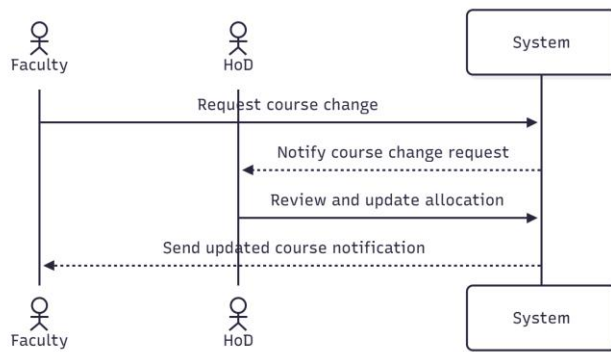 System
Faculty
HoD
Request course change
Notify course change request
Review and update allocation
Send updated course notification
Faculty
HoD
System